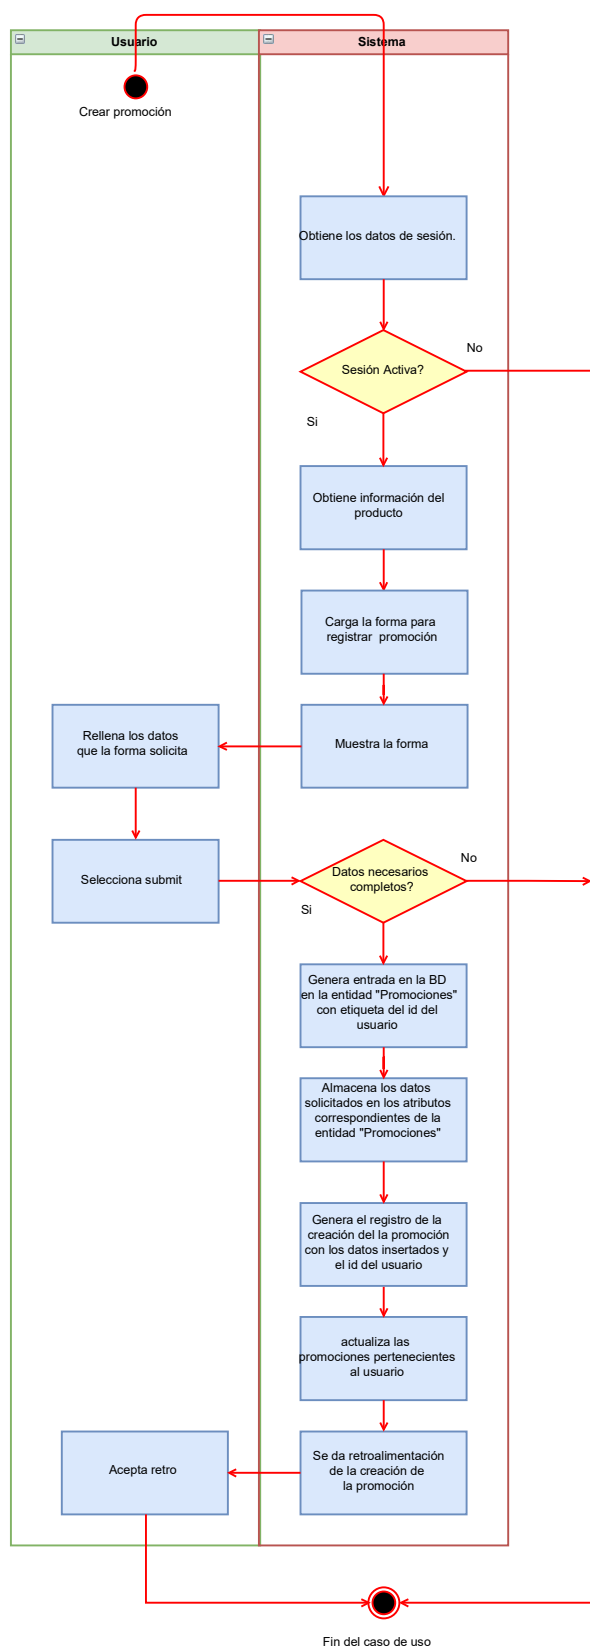 Usuario
Sistema
Crear promoción
Obtiene los datos de sesión.
Sesión Activa?
No
Si
Obtiene información del
producto
Carga la forma para
registrar promoción
Muestra la forma
Rellena los datos
que la forma solicita
Selecciona submit
Datos necesarios
completos?
No
Si
Genera entrada en la BD
en la entidad "Promociones"
con etiqueta del id del
usuario
Almacena los datos
solicitados en los atributos
correspondientes de la
entidad "Promociones"
Genera el registro de la
creación del la promoción
con los datos insertados y
el id del usuario
actualiza las
promociones pertenecientes
al usuario
Se da retroalimentación
de la creación de
la promoción
Acepta retro
Fin del caso de uso